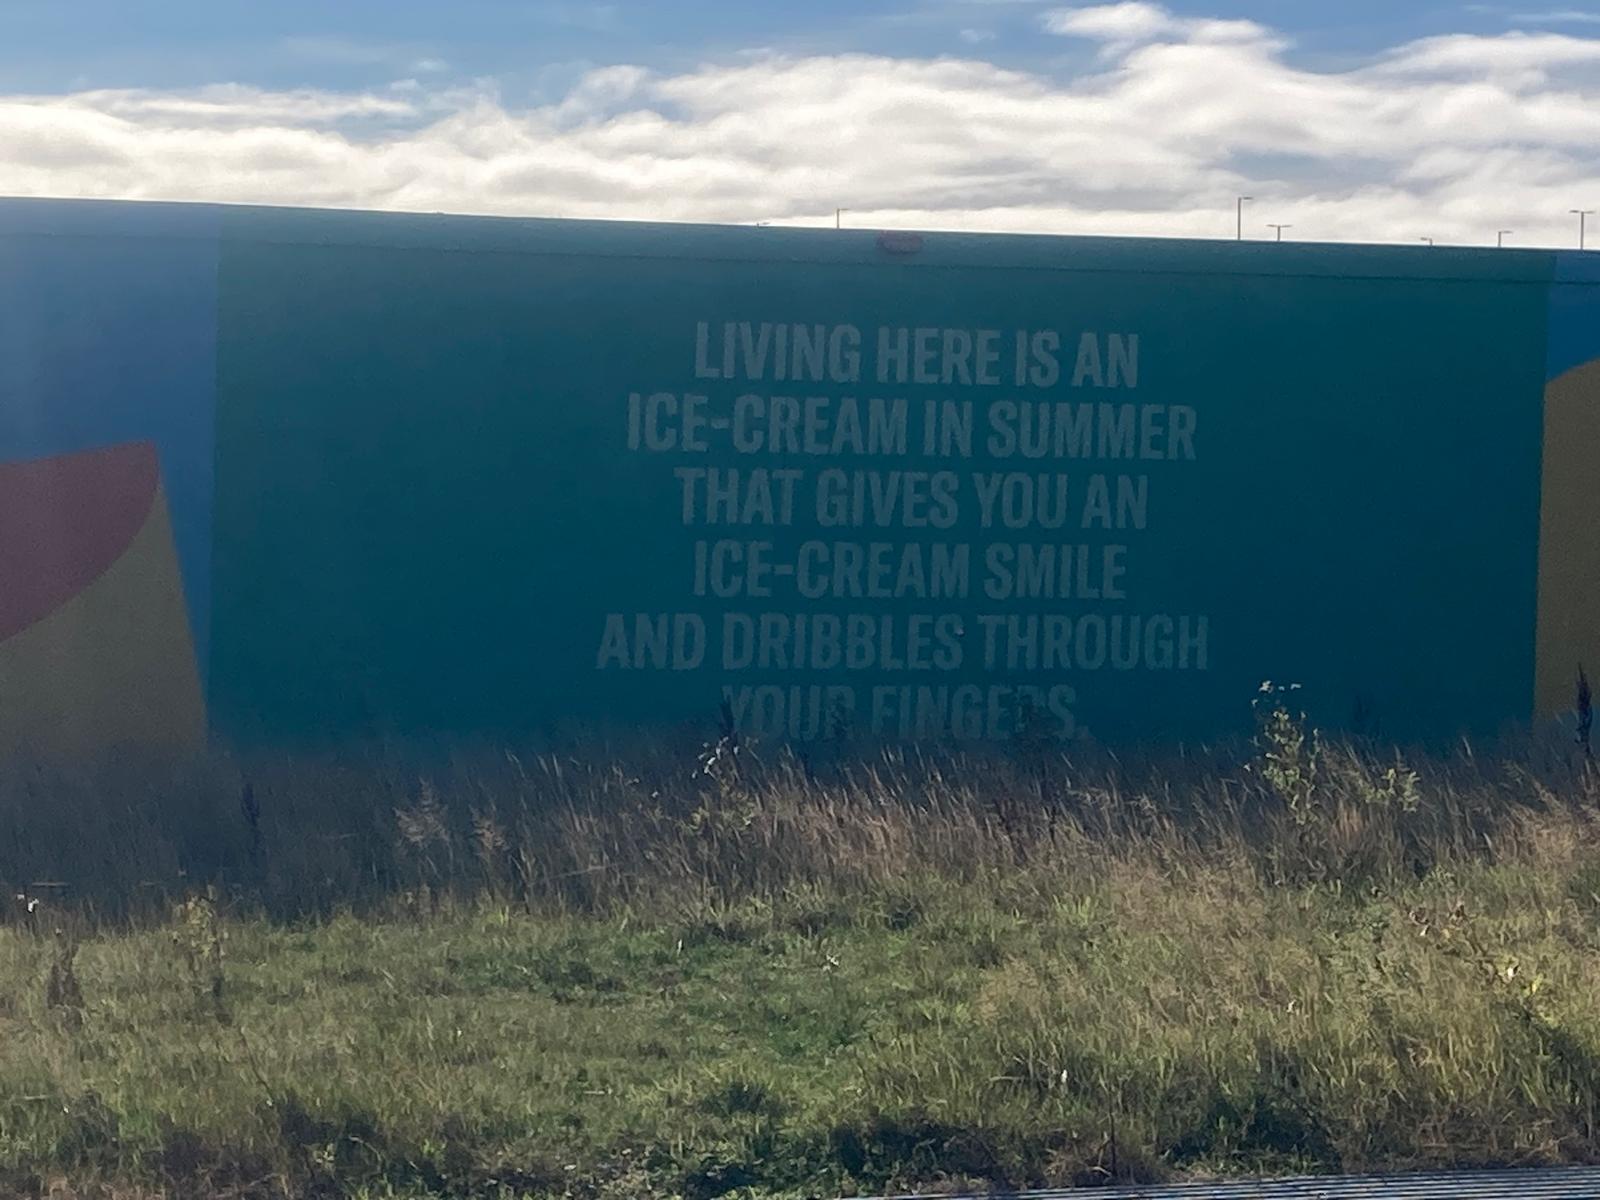 LIVING HERE IS AN
ICE-CREAM IN SUMMER
THAT GIVES YOU AN
ICE-CREAM SMILE
AND DRIBBLES THROUGH
YOUR FINGERS.